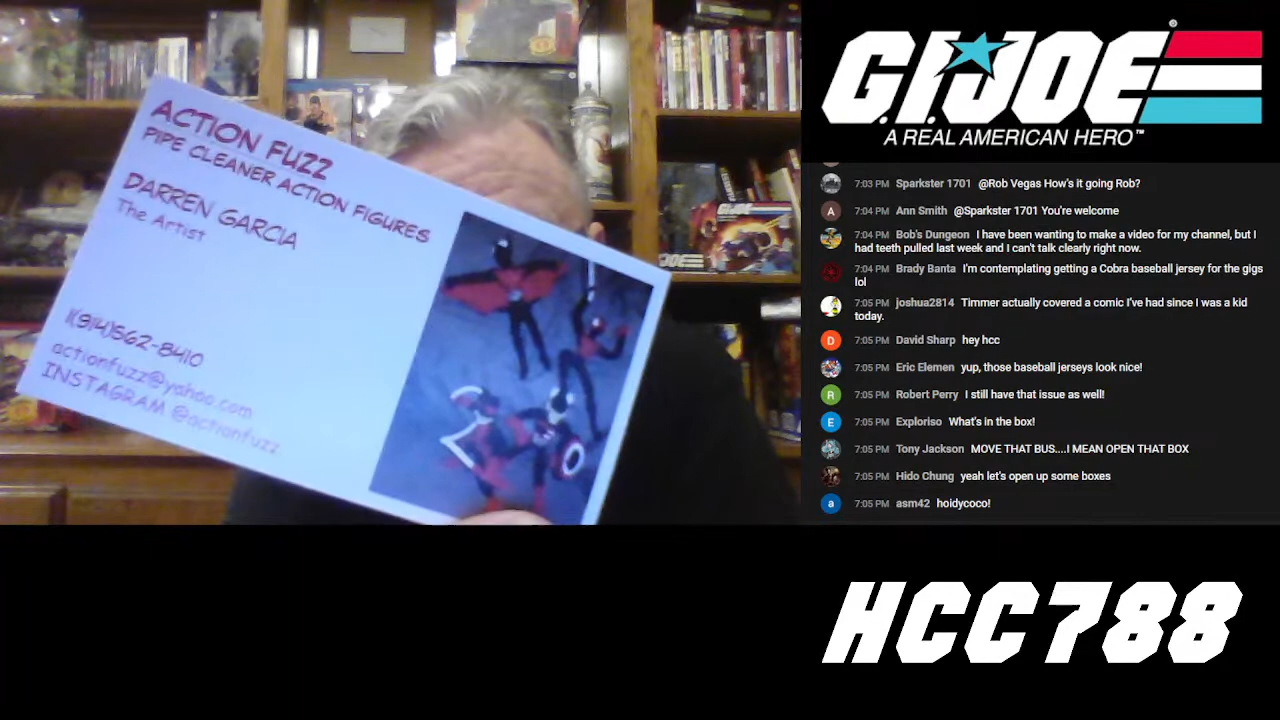 ACTION FUZZ
PIPE CLEANER ACTION FIGURES
DARREN GARCIA
The Artist
1(914)562-8410
actionfuzz@yahoo.com
INSTAGRAM @actionfuzz
G.I. JOE
G.I. JOE
A REAL AMERICAN HERO™
7:03 PM Sparkster 1701 @Rob Vegas How's it going Rob?
7:04 PM Ann Smith @Sparkster 1701 You're welcome
7:04 PM Bob's Dungeon I have been wanting to make a video for my channel, but I
had teeth pulled last week and I can't talk clearly right now.
7:04 PM Brady Banta I'm contemplating getting a Cobra baseball jersey for the gigs
lol
7:05 PM joshua2814 Timmer actually covered a comic I've had since I was a kid
today.
7:05 PM David Sharp hey hcc
7:05 PM Eric Elemen yup, those baseball jerseys look nice!
7:05 PM Robert Perry I still have that issue as well!
7:05 PM Exploriso What's in the box!
7:05 PM Tony Jackson MOVE THAT BUS....I MEAN OPEN THAT BOX
7:05 PM Hido Chung yeah let's open up some boxes
7:05 PM asm42 hoidycoco!
HCC788